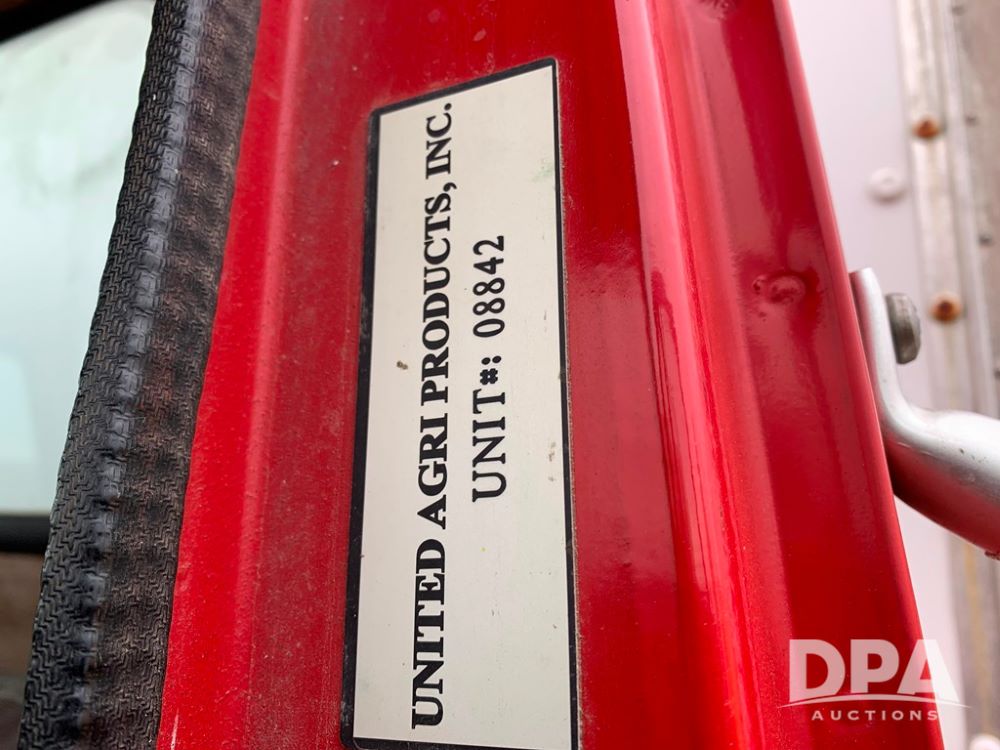 UNITED AGRI PRODUCTS, INC.
UNIT#: 08842
DPA
AUCTIONS